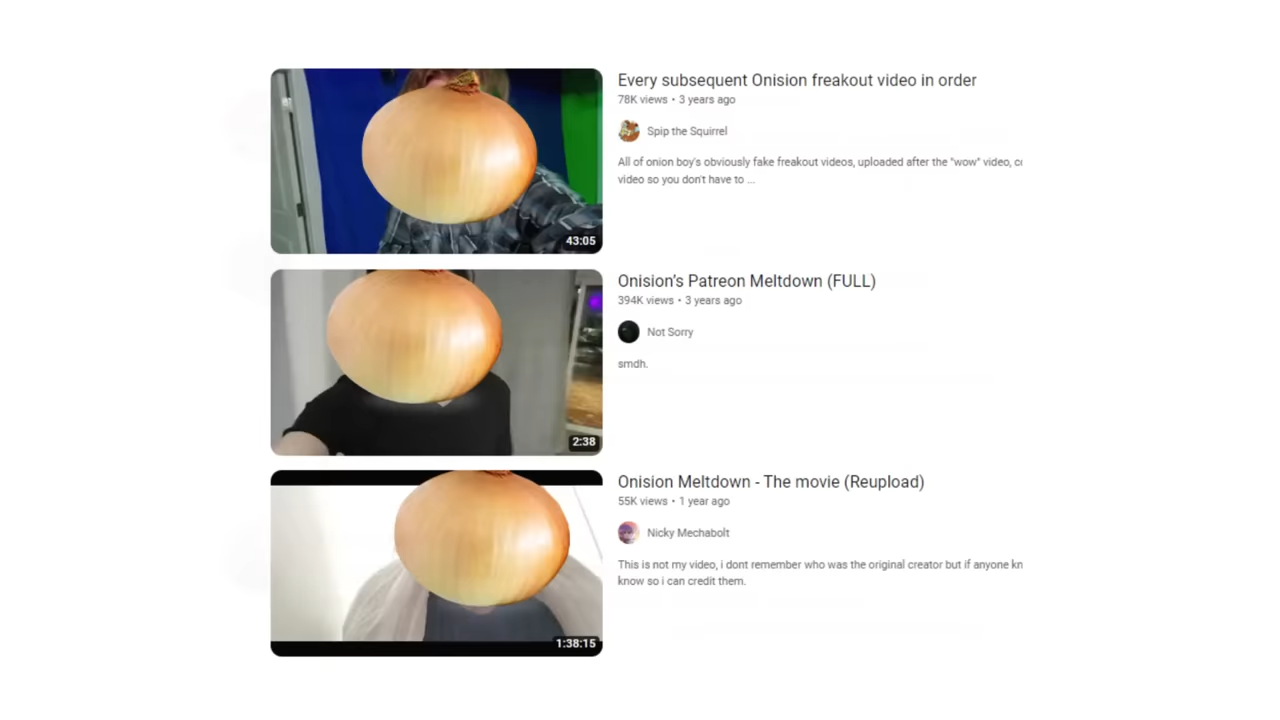 Every subsequent Onision freakout video in order
78K views • 3 years ago
Spip the Squirrel
All of onion boy's obviously fake freakout videos, uploaded after the "wow" video,
video so you don't have to ...
43:05
Onision's Patreon Meltdown (FULL)
394K views • 3 years ago
Not Sorry
smdh.
2:38
Onision Meltdown - The movie (Reupload)
55K views • 1 year ago
Nicky Mechabolt
This is not my video, i dont remember who was the original creator but if anyone kn
know so i can credit them.
1:38:15